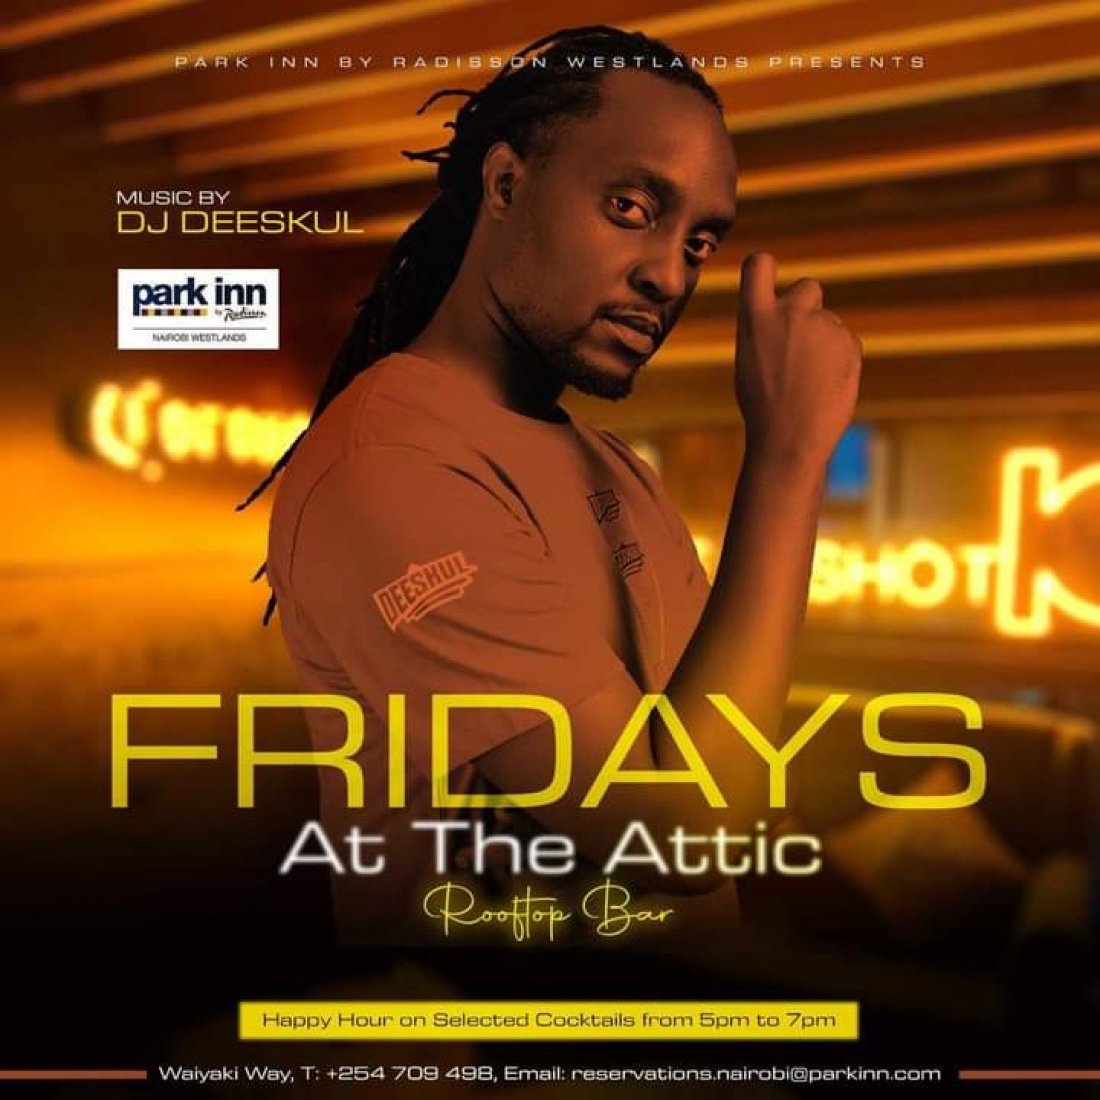 PARK INN BY RADISSON WESTLANDS PRESENTS
MUSIC BY
DJ DEESKUL
park inn
by Radisson
NAIROBI WESTLANDS
DEESKUL
SHOT
FRIDAYS
At The Attic
Rooftop Bar
Happy Hour on Selected Cocktails from 5pm to 7pm
Waiyaki Way, T: +254 709 498, Email: reservations.nairobi@parkinn.com